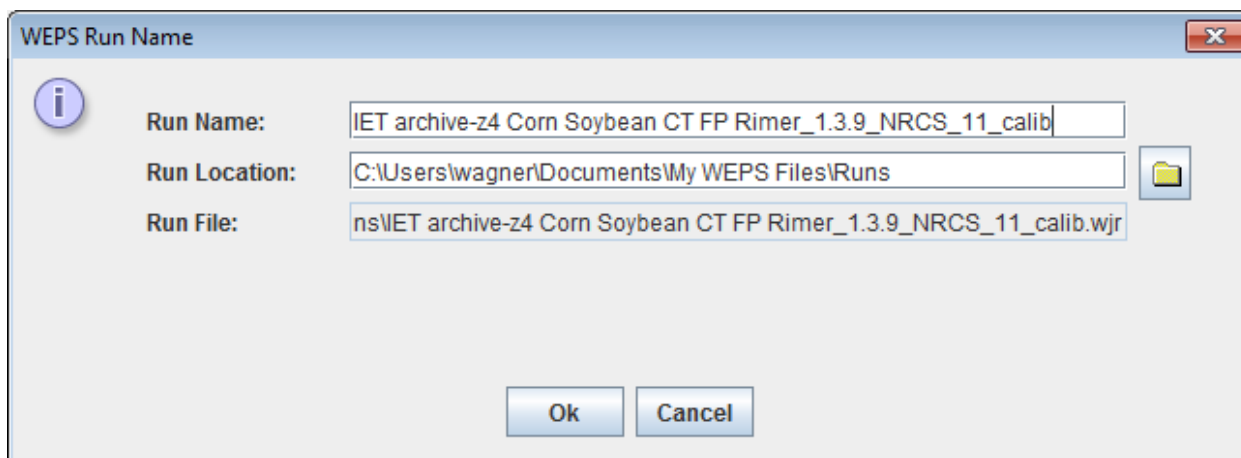 WEPS Run Name
Run Name: IET archive-z4 Corn Soybean CT FP Rimer_1.3.9_NRCS_11_calib
Run Location: C:\Users\wagner\Documents\My WEPS Files\Runs
Run File: ns\IET archive-z4 Corn Soybean CT FP Rimer_1.3.9_NRCS_11_calib.wjr
Ok Cancel